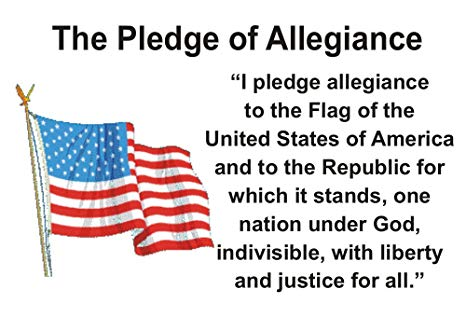 The Pledge of Allegiance
“I pledge allegiance
to the Flag of the
United States of America
and to the Republic for
which it stands, one
nation under God,
indivisible, with liberty
and justice for all.”